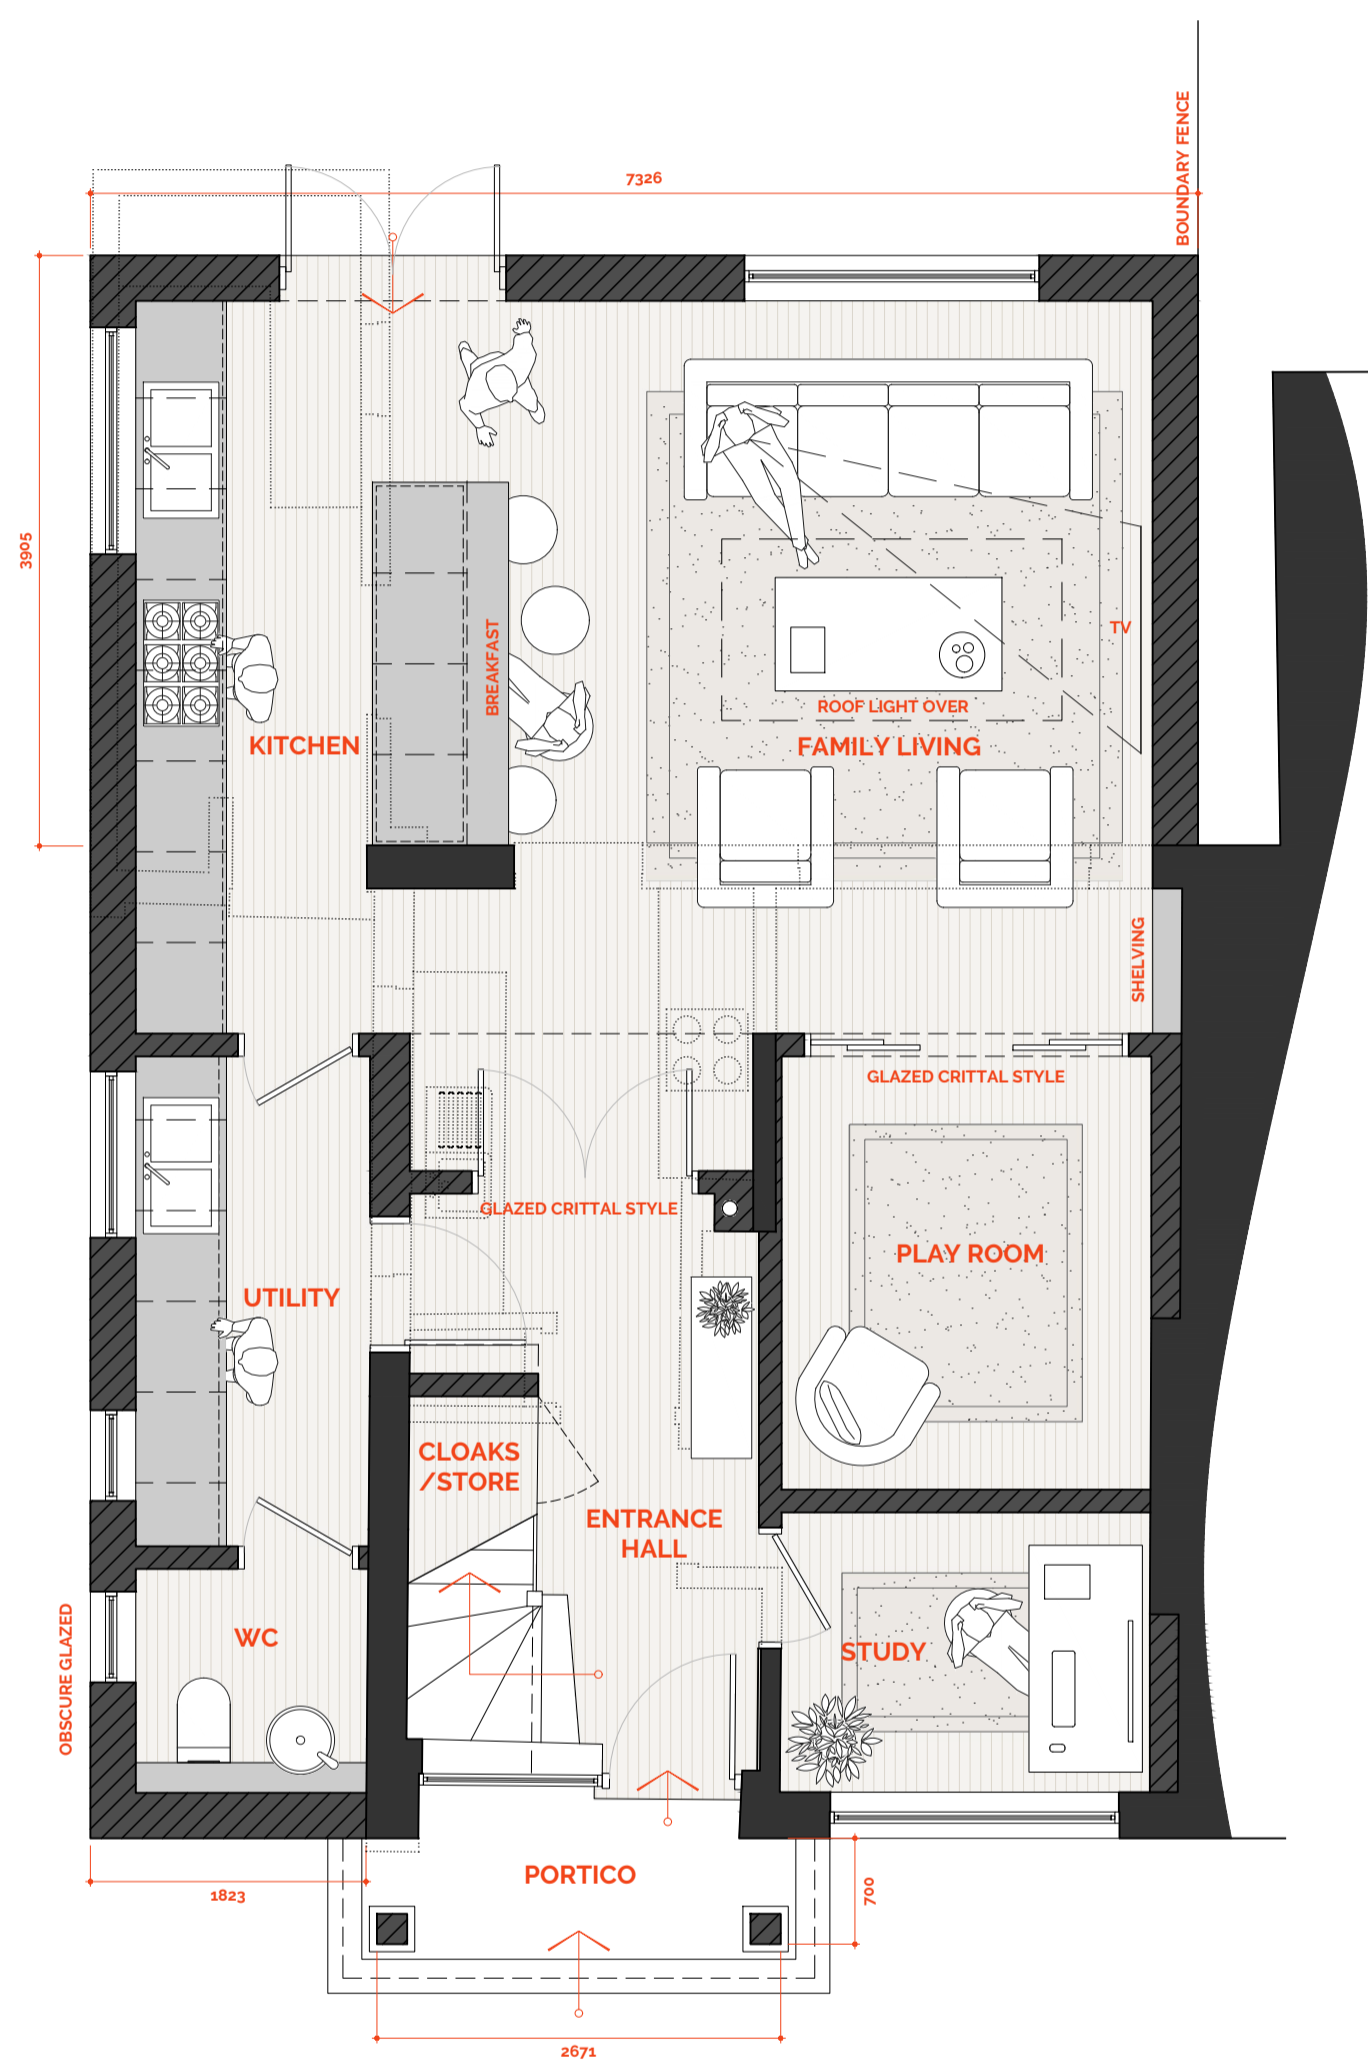 BOUNDARY FENCE
7326
3905
BREAKFAST
TV
ROOF LIGHT OVER
KITCHEN
FAMILY LIVING
SHELVING
GLAZED CRITTAL STYLE
GLAZED CRITTAL STYLE
PLAY ROOM
UTILITY
CLOAKS
/STORE
ENTRANCE
HALL
OBSCURE GLAZED
WC
STUDY
PORTICO
1823
700
2671